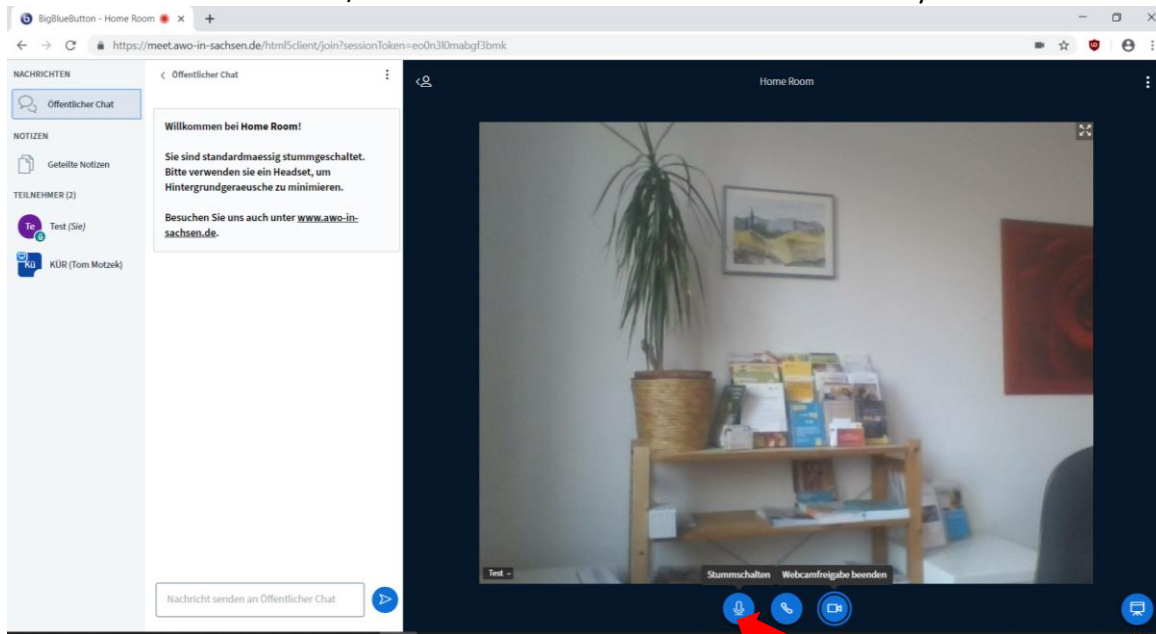 BigBlueButton - Home Room
https://meet.awo-in-sachsen.de/html5client/join?sessionToken=eo0n3l0mabgf3bmk
NACHRICHTEN
Öffentlicher Chat
NOTIZEN
Geteilte Notizen
TEILNEHMER (2)
Te
Test (Sie)
KÜ
KÜR (Tom Motzek)
Öffentlicher Chat
Willkommen bei Home Room!
Sie sind standardmaessig stummgeschaltet.
Bitte verwenden sie ein Headset, um
Hintergrundgeraeusche zu minimieren.
Besuchen Sie uns auch unter www.awo-in-
sachsen.de.
Nachricht senden an Öffentlicher Chat
Home Room
Test
Stummschalten Webcamfreigabe beenden